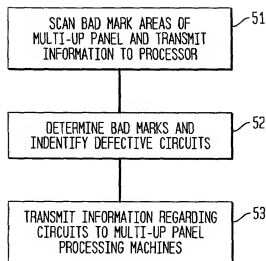 SCAN BAD MARK AREAS OF
MULTI-UP PANEL AND TRANSMIT
INFORMATION TO PROCESSOR
51
DETERMINE BAD MARKS AND
INDENTIFY DEFECTIVE CIRCUITS
52
TRANSMIT INFORMATION REGARDING
CIRCUITS TO MULTI-UP PANEL
PROCESSING MACHINES
53